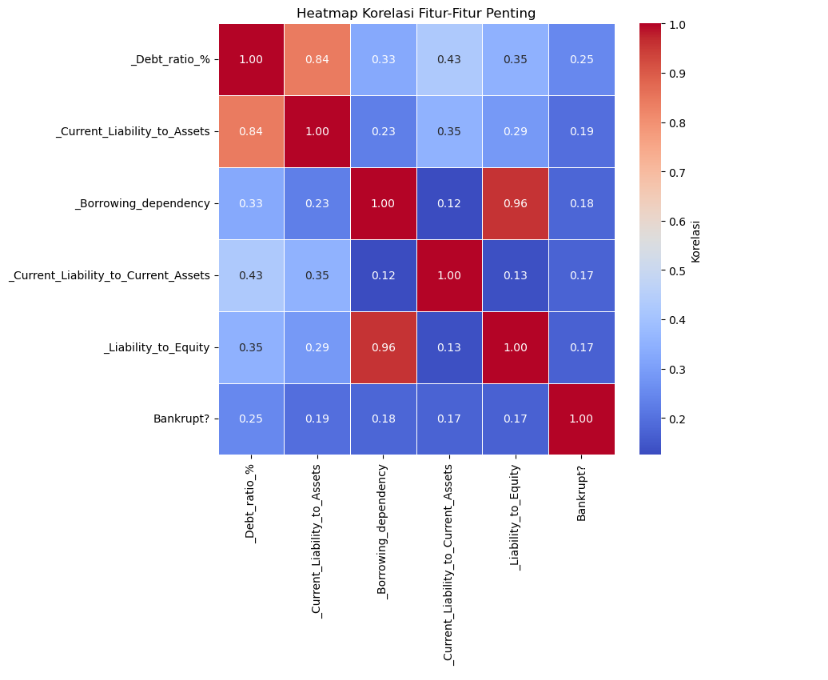 Heatmap Korelasi Fitur-Fitur Penting
_Debt_ratio_% 1.00 0.84 0.33 0.43 0.35 0.25
_Current_Liability_to_Assets 0.84 1.00 0.23 0.35 0.29 0.19
_Borrowing_dependency 0.33 0.23 1.00 0.12 0.96 0.18
_Current_Liability_to_Current_Assets 0.43 0.35 0.12 1.00 0.13 0.17
_Liability_to_Equity 0.35 0.29 0.96 0.13 1.00 0.17
Bankrupt? 0.25 0.19 0.18 0.17 0.17 1.00
_Debt_ratio_%
_Current_Liability_to_Assets
_Borrowing_dependency
_Current_Liability_to_Current_Assets
_Liability_to_Equity
Bankrupt?
1.0
0.9
0.8
0.7
0.6
0.5
0.4
0.3
0.2
Korelasi